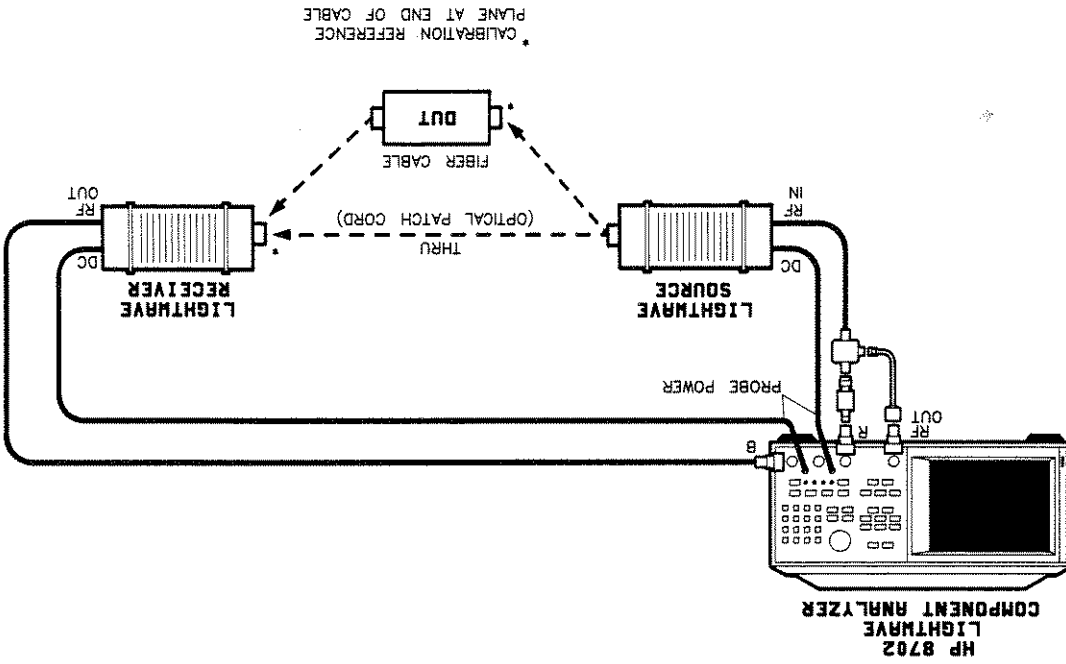 HP 8702
LIGHTWAVE
COMPONENT ANALYZER
RF
OUT
R
B
PROBE POWER
LIGHTWAVE
SOURCE
DC
RF
IN
LIGHTWAVE
RECEIVER
DC
RF
OUT
THRU
(OPTICAL PATCH CORD)
FIBER CABLE
DUT
*
*
* CALIBRATION REFERENCE
PLANE AT END OF CABLE